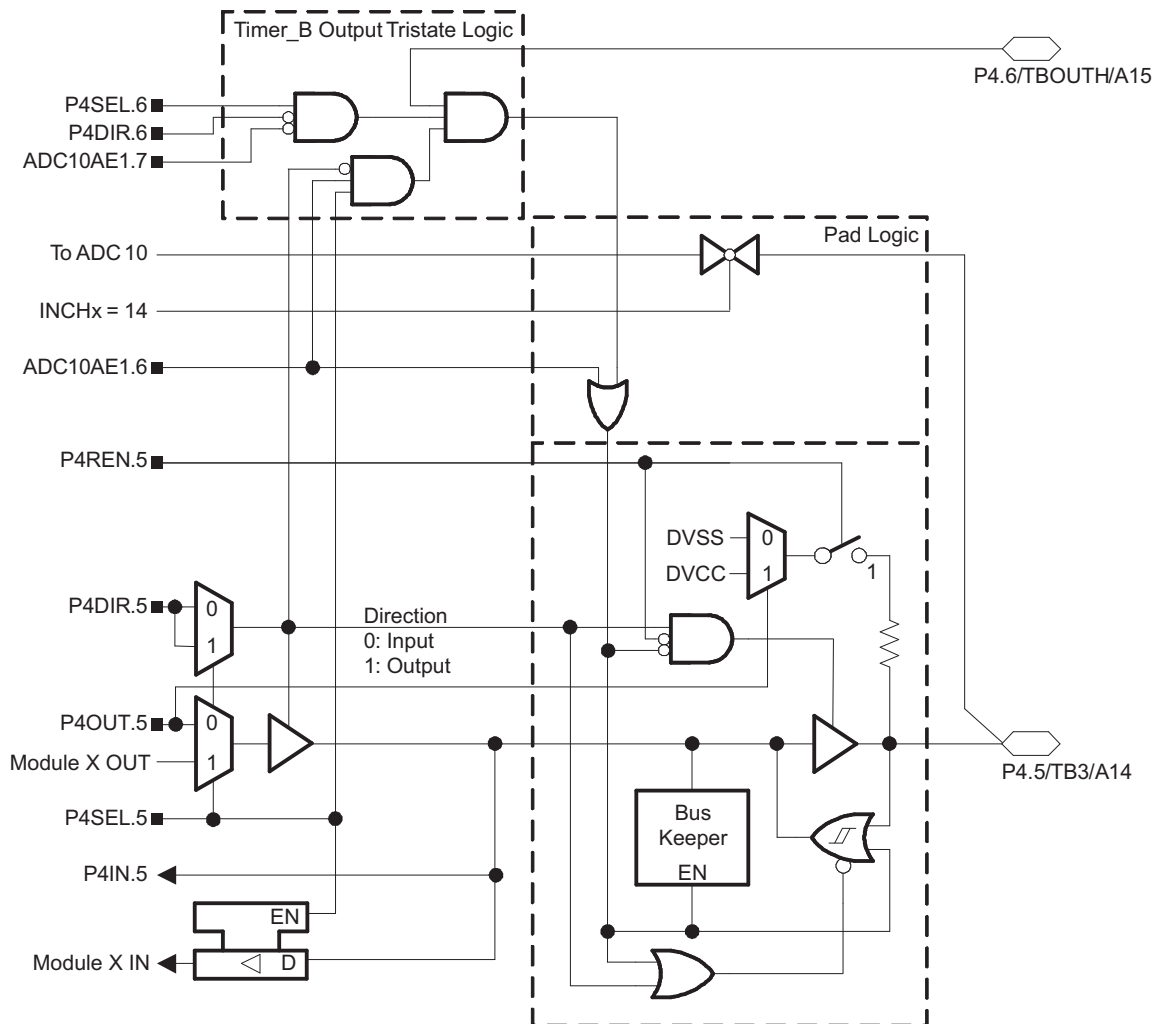 Timer_B Output Tristate Logic
P4.6/TBOUTH/A15
P4SEL.6
P4DIR.6
ADC10AE1.7
Pad Logic
To ADC 10
INCHx = 14
ADC10AE1.6
P4REN.5
DVSS
0
DVCC
1
1
P4DIR.5
0
1
Direction
0: Input
1: Output
P4OUT.5
0
Module X OUT
1
P4.5/TB3/A14
P4SEL.5
Bus
Keeper
EN
P4IN.5
EN
Module X IN
D